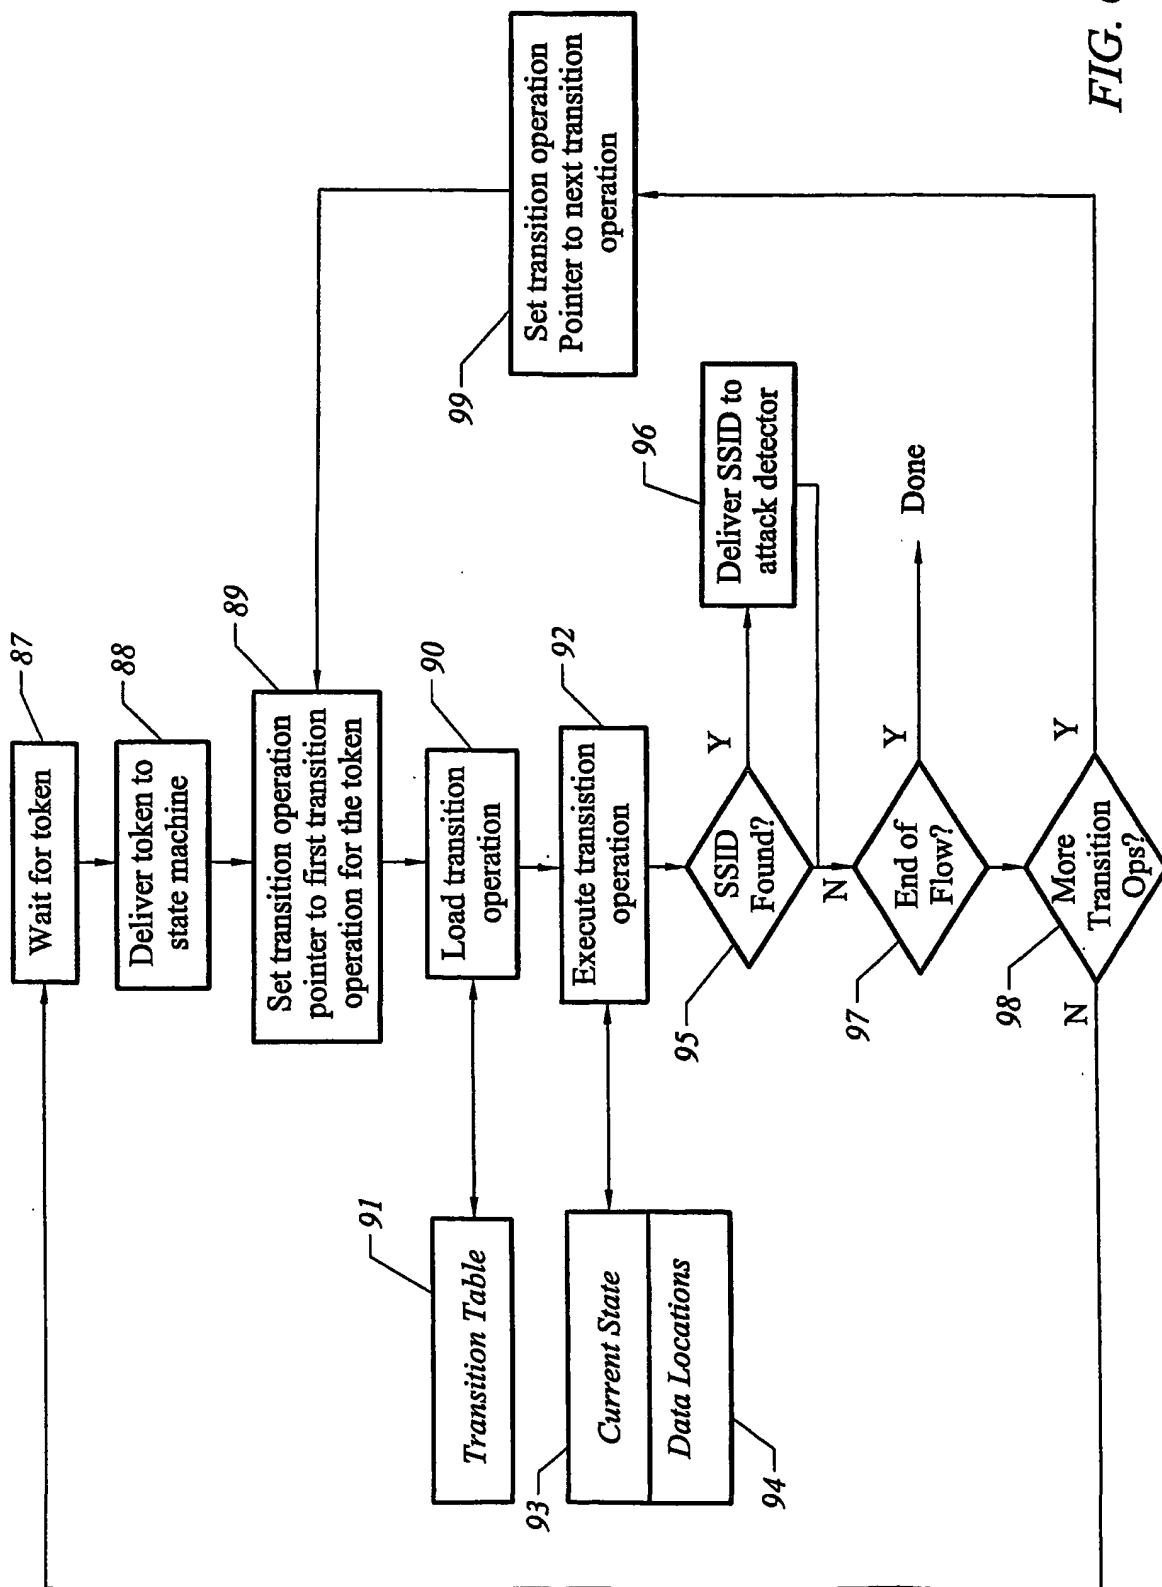 87
Wait for token
88
Deliver token to
state machine
89
Set transition operation
pointer to first transition
operation for the token
90
Load transition
operation
91
Transition Table
92
Execute transistion
operation
93
Current State
Data Locations
94
95
SSID
Found?
Y
N
96
Deliver SSID to
attack detector
97
End of
Flow?
Y
Done
98
More
Transition
Ops?
Y
N
99
Set transition operation
Pointer to next transition
operation
FIG.